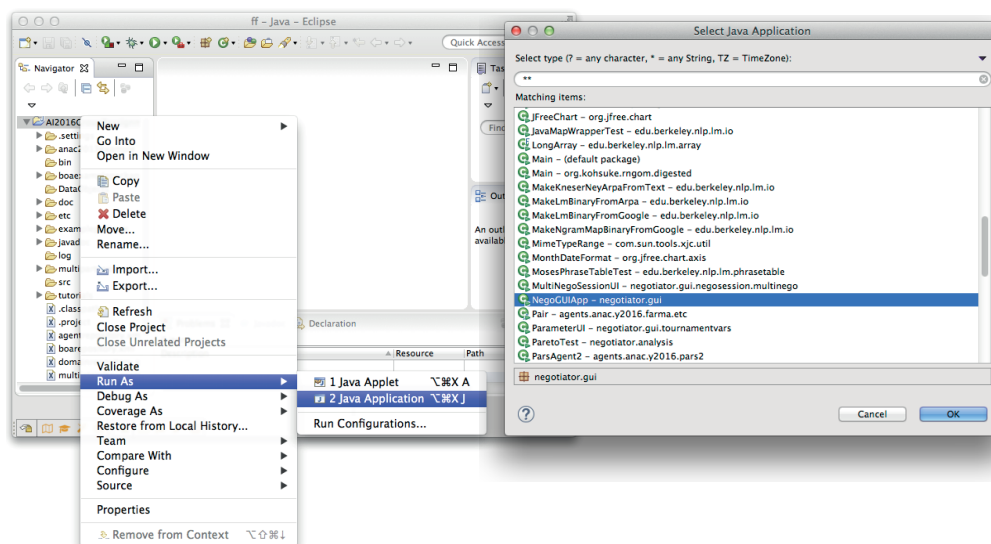 ff – Java – Eclipse
Quick Access
Navigator
Tas
Find
AI2016
.setti
anac2
bin
boaex
Data
doc
etc
exam
javad
log
multi
src
tutori
.class
.proje
agent
board
doma
multi
New
Go Into
Open in New Window
Copy
Paste
Delete
Move...
Rename...
Import...
Export...
Refresh
Close Project
Close Unrelated Projects
Validate
Run As
Debug As
Coverage As
Restore from Local History...
Team
Compare With
Configure
Source
Properties
Remove from Context ⌥⇧⌘↓
Out
An outl
availab
Declaration
Resource
Path
1 Java Applet ⌥⌘X A
2 Java Application ⌥⌘X J
Run Configurations...
Select Java Application
Select type (? = any character, * = any String, TZ = TimeZone):
**
Matching items:
JFreeChart – org.jfree.chart
JavaMapWrapperTest – edu.berkeley.nlp.lm.io
LongArray – edu.berkeley.nlp.lm.array
Main – (default package)
Main – org.kohsuke.rngom.digested
MakeKneserNeyArpaFromText – edu.berkeley.nlp.lm.io
MakeLmBinaryFromArpa – edu.berkeley.nlp.lm.io
MakeLmBinaryFromGoogle – edu.berkeley.nlp.lm.io
MakeNgramMapBinaryFromGoogle – edu.berkeley.nlp.lm.io
MimeTypeRange – com.sun.tools.xjc.util
MonthDateFormat – org.jfree.chart.axis
MosesPhraseTableTest – edu.berkeley.nlp.lm.phrasetable
MultiNegoSessionUI – negotiator.gui.negosession.multinego
NegoGUIApp – negotiator.gui
Pair – agents.anac.y2016.farma.etc
ParameterUI – negotiator.gui.tournamentvars
ParetoTest – negotiator.analysis
ParsAgent2 – agents.anac.y2016.pars2
negotiator.gui
?
Cancel
OK